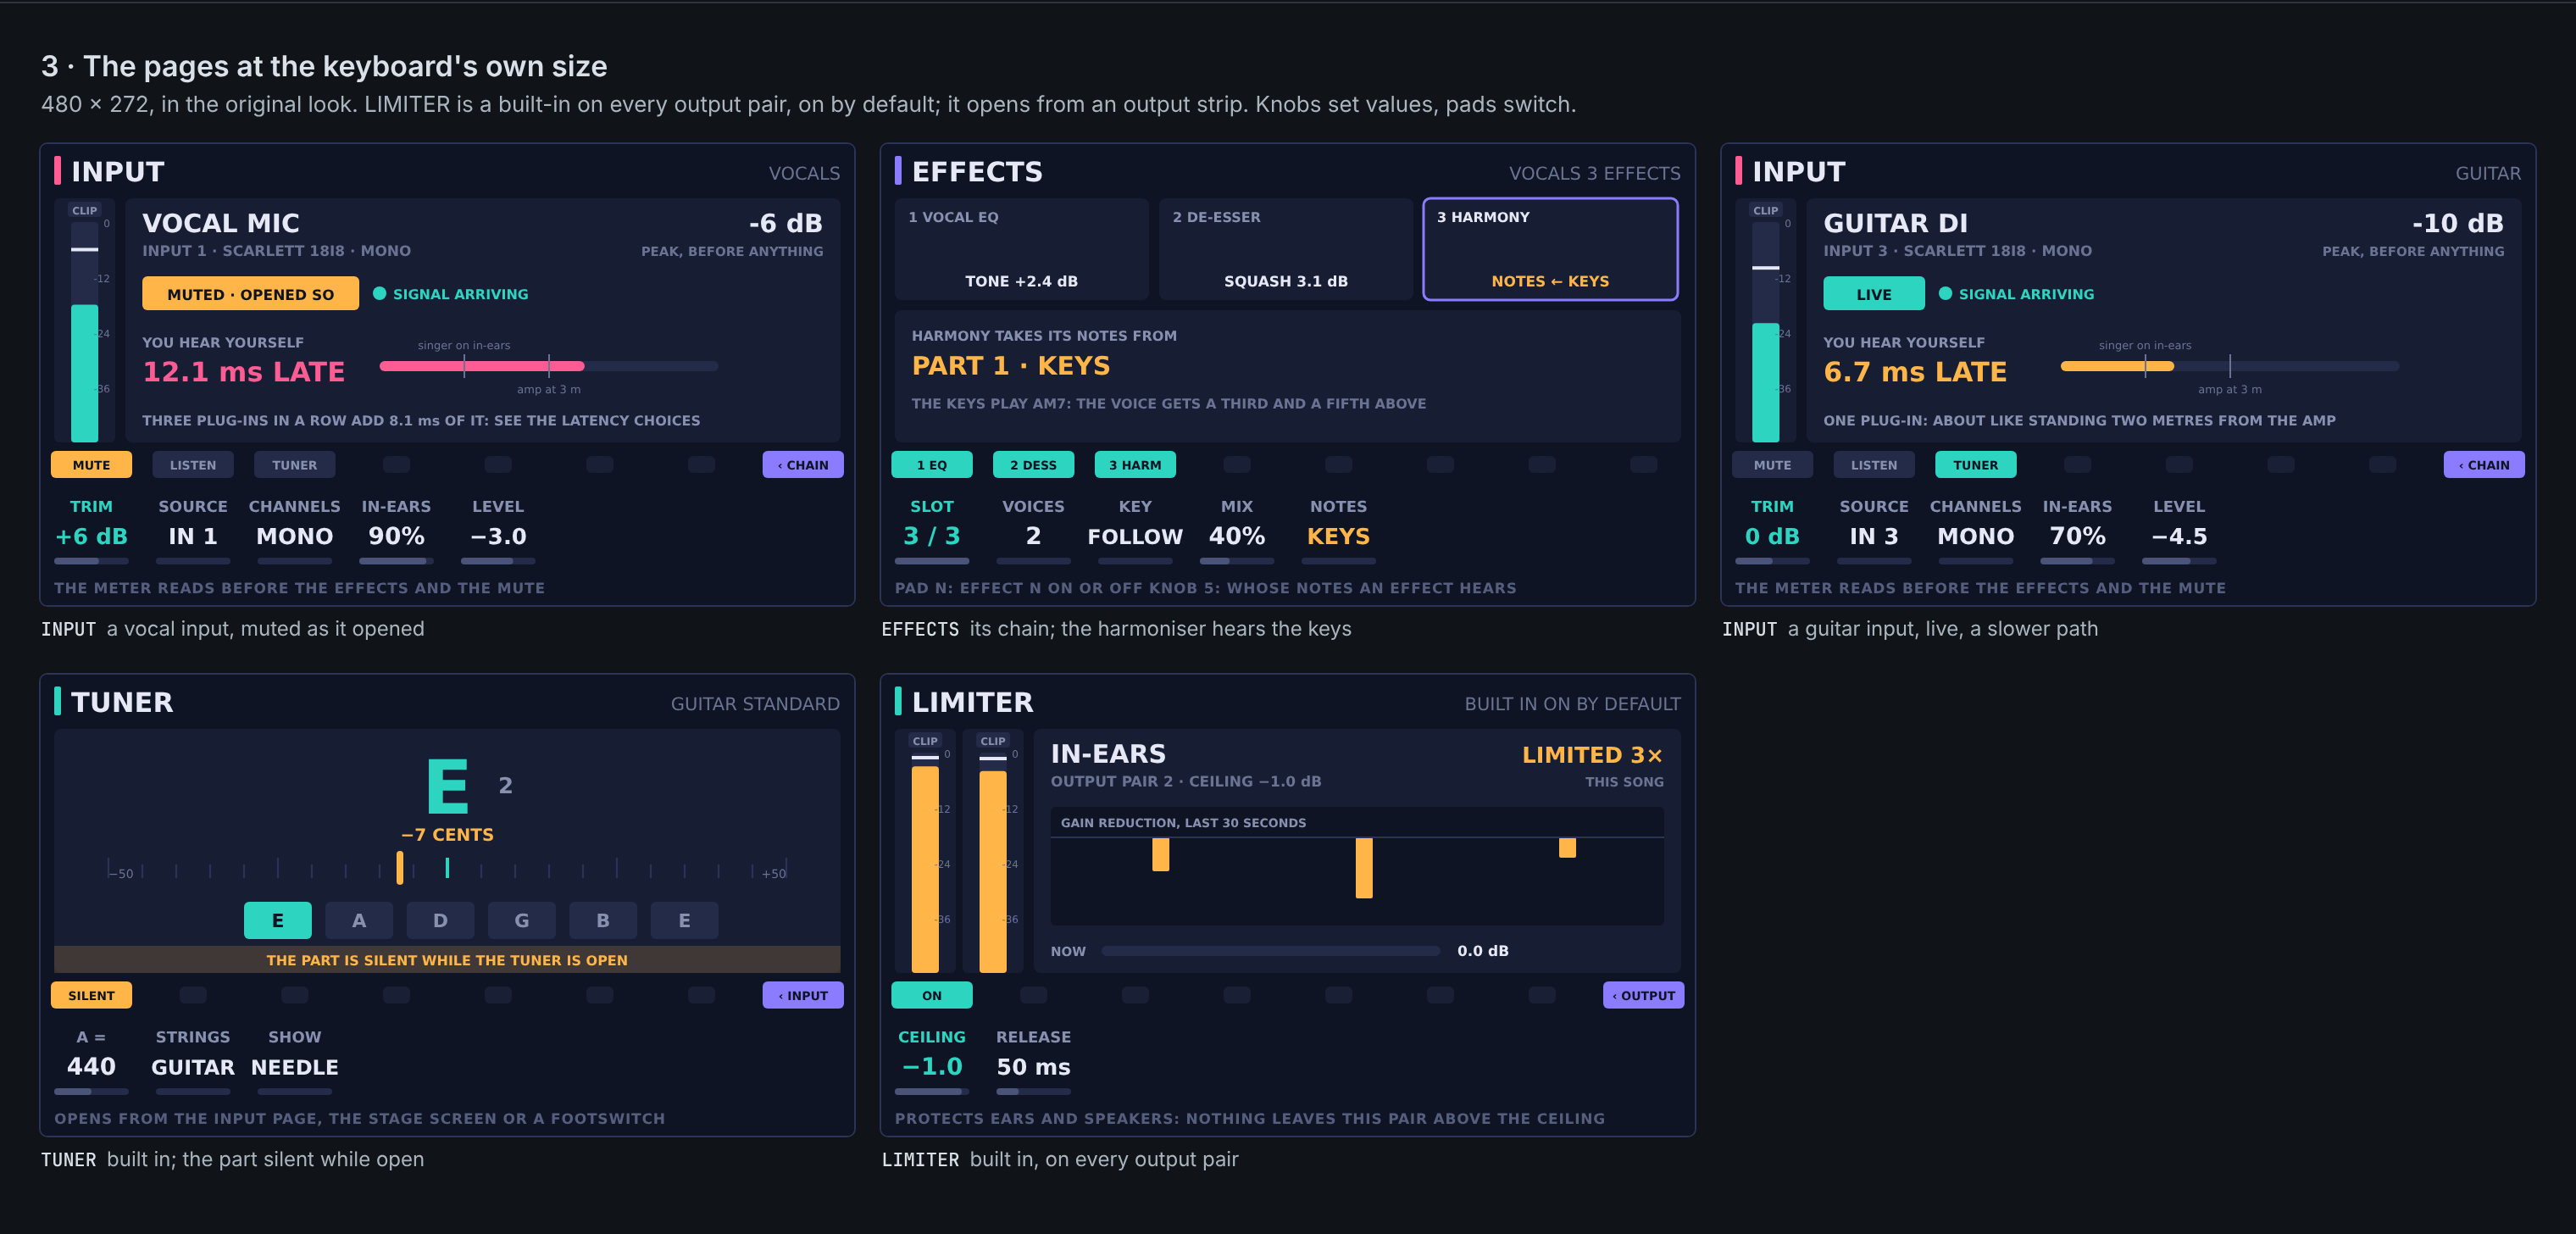 3 · The pages at the keyboard's own size
480 × 272, in the original look. LIMITER is a built-in on every output pair, on by default; it opens from an output strip. Knobs set values, pads switch.
INPUT
VOCALS
CLIP
0
-12
-24
-36
VOCAL MIC
-6 dB
INPUT 1 · SCARLETT 18I8 · MONO
PEAK, BEFORE ANYTHING
MUTED · OPENED SO
SIGNAL ARRIVING
YOU HEAR YOURSELF
singer on in-ears
12.1 ms LATE
amp at 3 m
THREE PLUG-INS IN A ROW ADD 8.1 ms OF IT: SEE THE LATENCY CHOICES
MUTE
LISTEN
TUNER
‹ CHAIN
TRIM
SOURCE
CHANNELS
IN-EARS
LEVEL
+6 dB
IN 1
MONO
90%
−3.0
THE METER READS BEFORE THE EFFECTS AND THE MUTE
INPUT a vocal input, muted as it opened
EFFECTS
VOCALS 3 EFFECTS
1 VOCAL EQ
TONE +2.4 dB
2 DE-ESSER
SQUASH 3.1 dB
3 HARMONY
NOTES ← KEYS
HARMONY TAKES ITS NOTES FROM
PART 1 · KEYS
THE KEYS PLAY AM7: THE VOICE GETS A THIRD AND A FIFTH ABOVE
1 EQ
2 DESS
3 HARM
SLOT
VOICES
KEY
MIX
NOTES
3 / 3
2
FOLLOW
40%
KEYS
PAD N: EFFECT N ON OR OFF KNOB 5: WHOSE NOTES AN EFFECT HEARS
EFFECTS its chain; the harmoniser hears the keys
INPUT
GUITAR
CLIP
0
-12
-24
-36
GUITAR DI
-10 dB
INPUT 3 · SCARLETT 18I8 · MONO
PEAK, BEFORE ANYTHING
LIVE
SIGNAL ARRIVING
YOU HEAR YOURSELF
singer on in-ears
6.7 ms LATE
amp at 3 m
ONE PLUG-IN: ABOUT LIKE STANDING TWO METRES FROM THE AMP
MUTE
LISTEN
TUNER
‹ CHAIN
TRIM
SOURCE
CHANNELS
IN-EARS
LEVEL
0 dB
IN 3
MONO
70%
−4.5
THE METER READS BEFORE THE EFFECTS AND THE MUTE
INPUT a guitar input, live, a slower path
TUNER
GUITAR STANDARD
E
2
−7 CENTS
−50
+50
E
A
D
G
B
E
THE PART IS SILENT WHILE THE TUNER IS OPEN
SILENT
‹ INPUT
A =
STRINGS
SHOW
440
GUITAR
NEEDLE
OPENS FROM THE INPUT PAGE, THE STAGE SCREEN OR A FOOTSWITCH
TUNER built in; the part silent while open
LIMITER
BUILT IN ON BY DEFAULT
CLIP
0
-12
-24
-36
CLIP
0
-12
-24
-36
IN-EARS
LIMITED 3×
OUTPUT PAIR 2 · CEILING −1.0 dB
THIS SONG
GAIN REDUCTION, LAST 30 SECONDS
NOW
0.0 dB
ON
‹ OUTPUT
CEILING
RELEASE
−1.0
50 ms
PROTECTS EARS AND SPEAKERS: NOTHING LEAVES THIS PAIR ABOVE THE CEILING
LIMITER built in, on every output pair